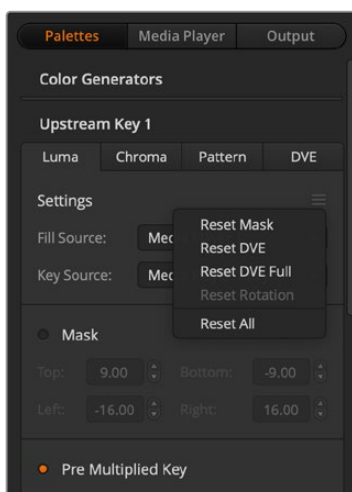 Palettes Media Player Output
Color Generators
Upstream Key 1
Luma Chroma Pattern DVE
Settings
Reset Mask
Fill Source:
Reset DVE
Reset DVE Full
Key Source:
Reset Rotation
Reset All
Mask
Top: 9.00 Bottom: -9.00
Left: -16.00 Right: 16.00
Pre Multiplied Key